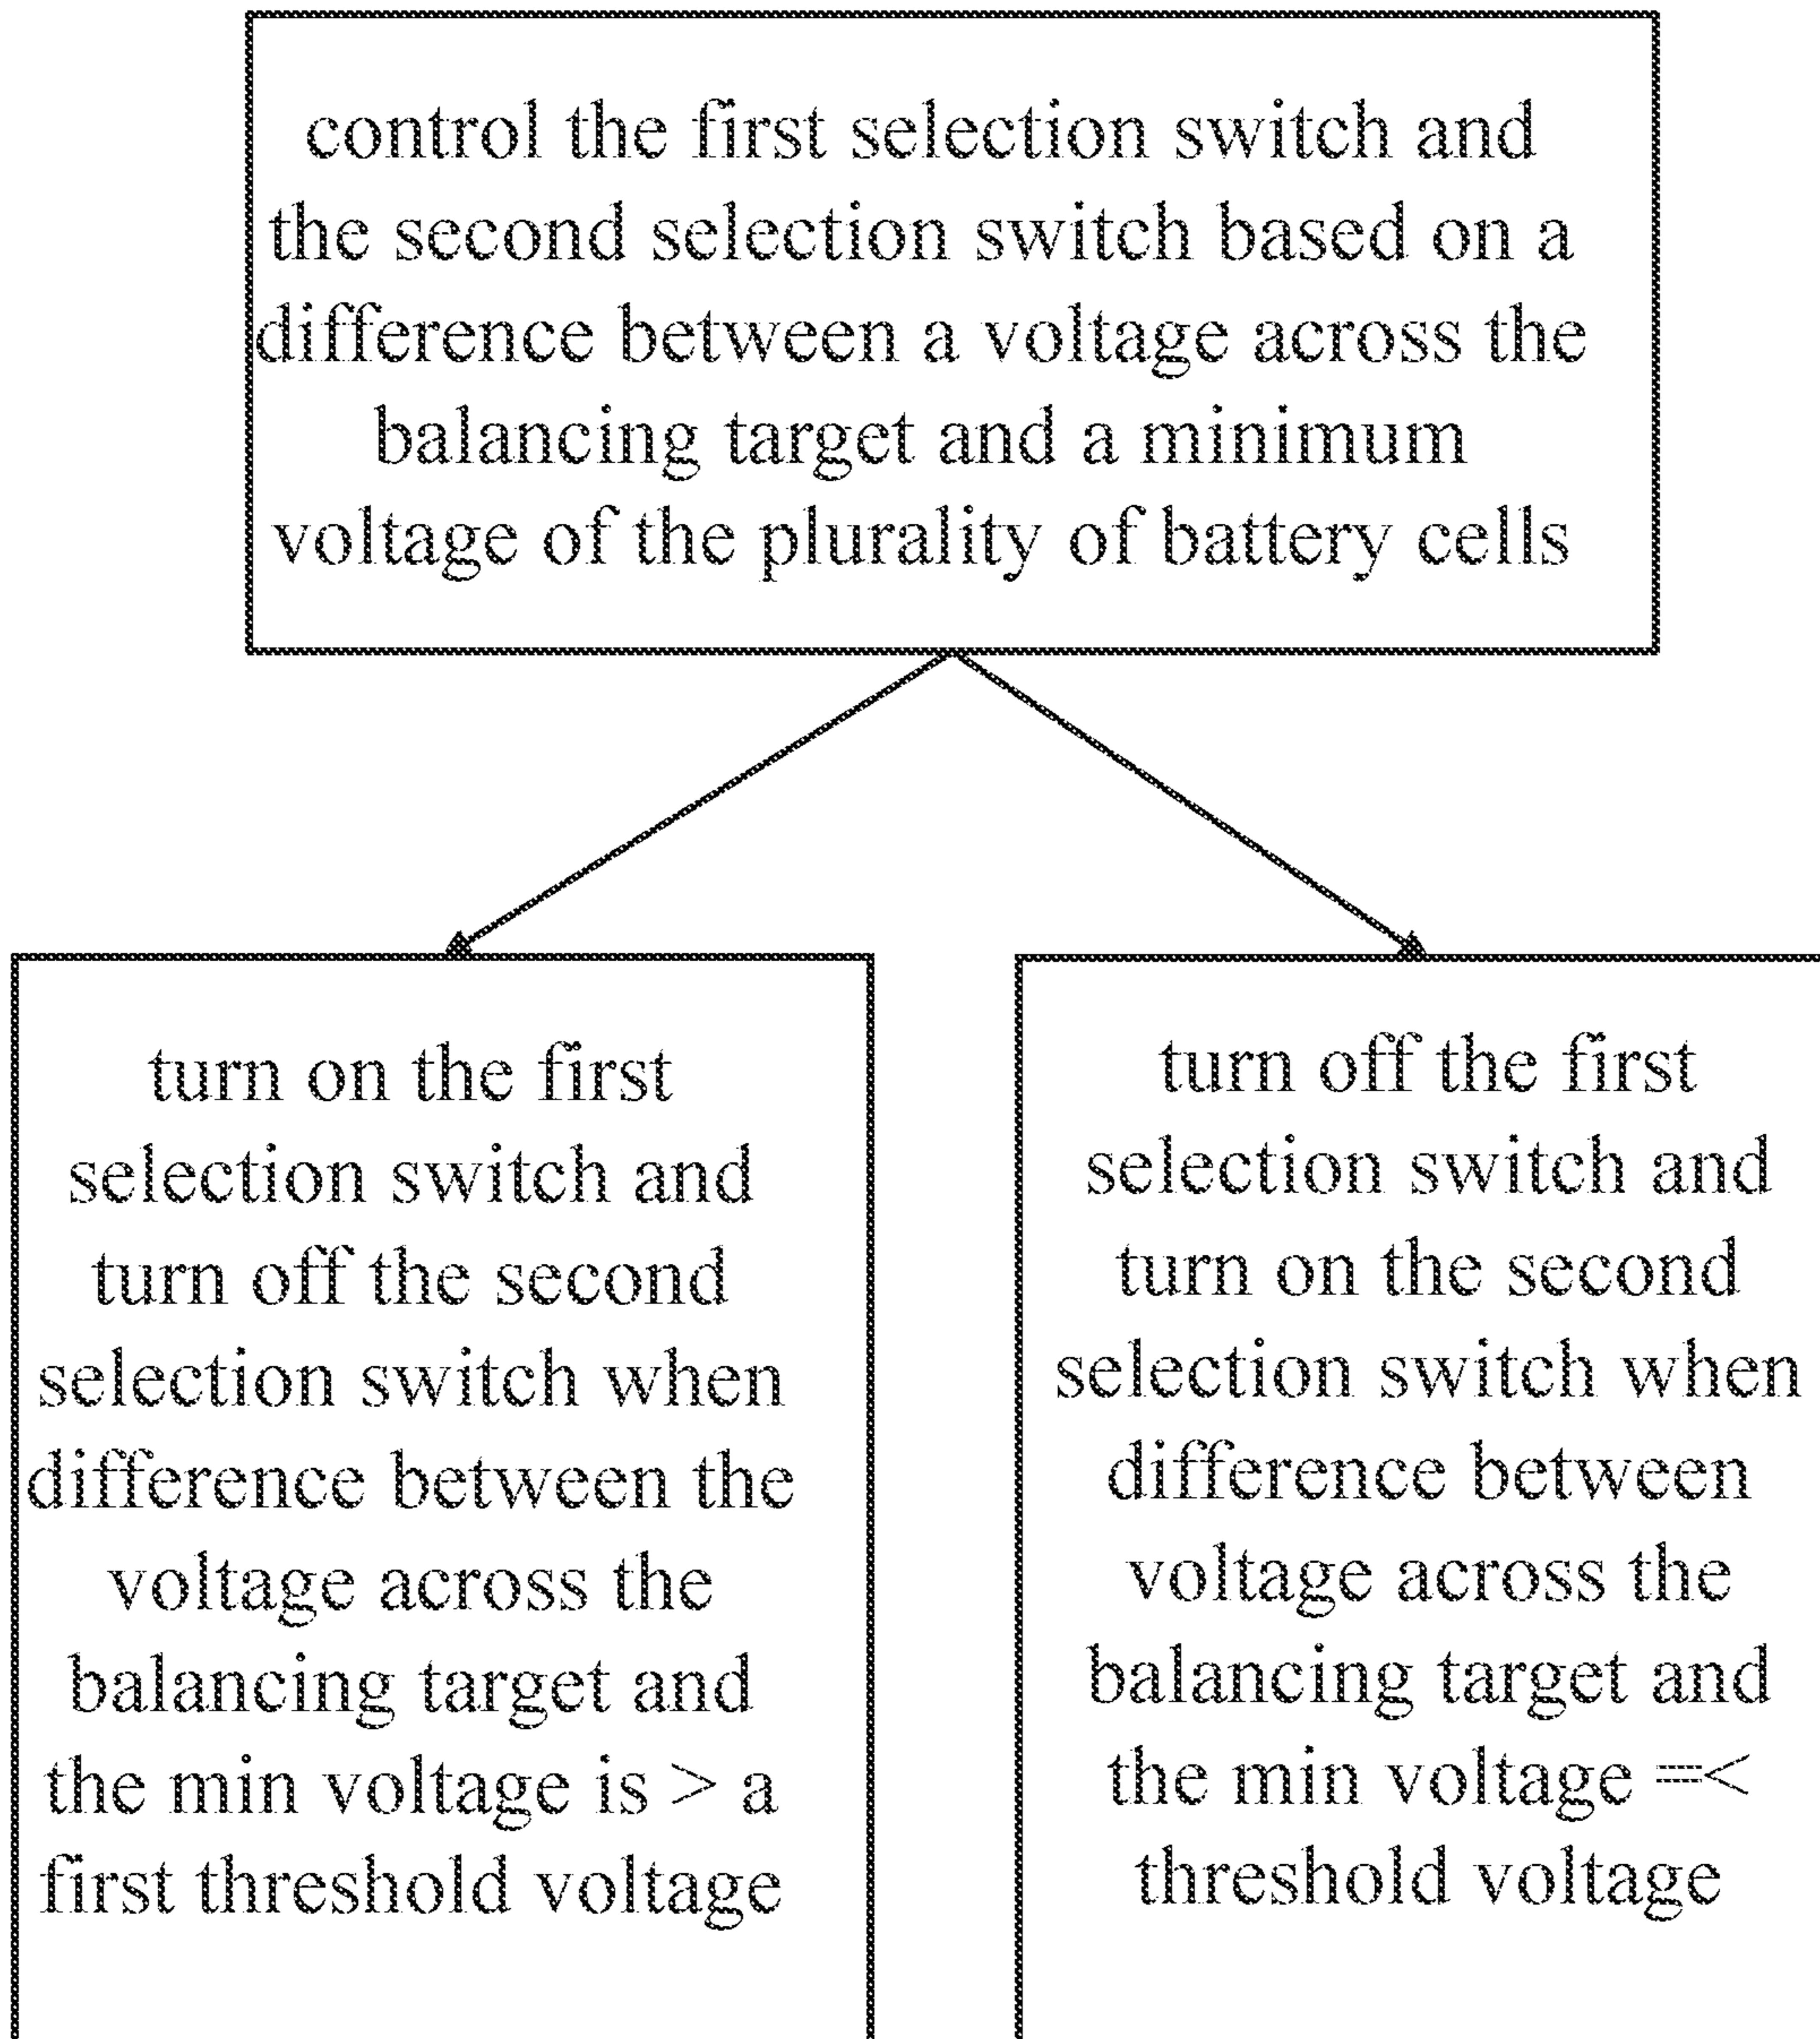 control the first selection switch and
the second selection switch based on a
difference between a voltage across the
balancing target and a minimum
voltage of the plurality of battery cells
turn on the first
selection switch and
turn off the second
selection switch when
difference between the
voltage across the
balancing target and
the min voltage is > a
first threshold voltage
turn off the first
selection switch and
turn on the second
selection switch when
difference between
voltage across the
balancing target and
the min voltage =<
threshold voltage